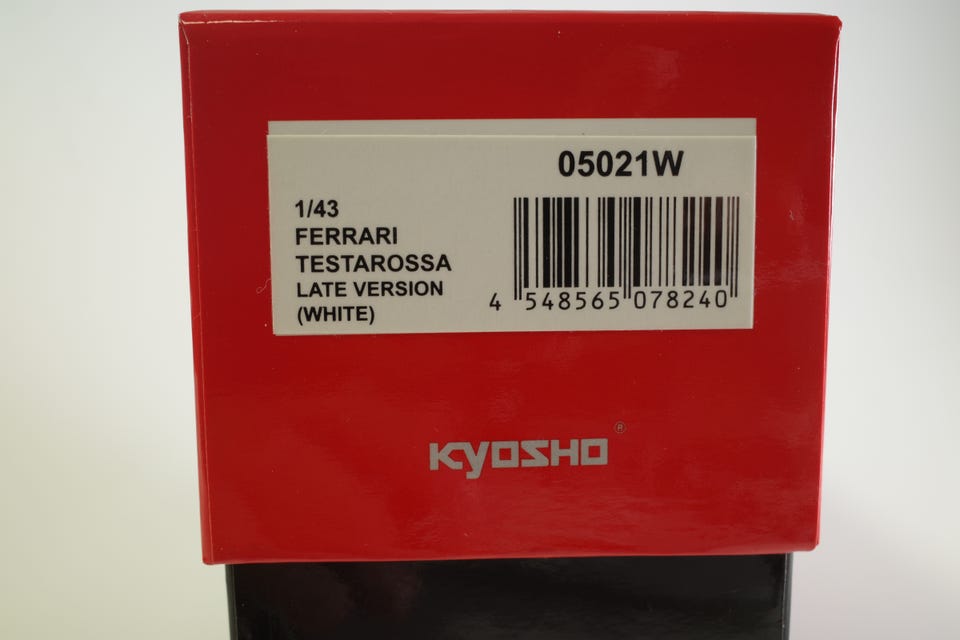 05021W
1/43
FERRARI
TESTAROSSA
LATE VERSION
(WHITE)
4 548565 078240
KYOSHO®